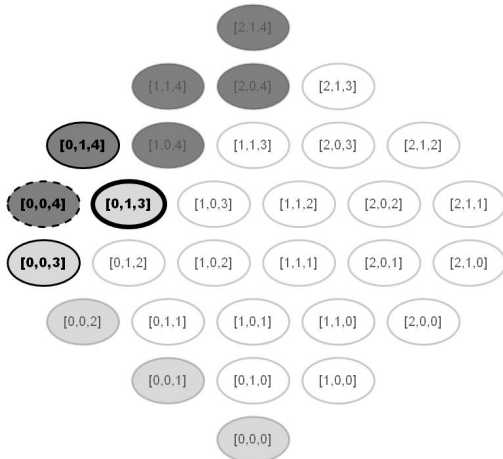 [2,1,4]
[1,1,4] [2,0,4] [2,1,3]
[0,1,4] [1,0,4] [1,1,3] [2,0,3] [2,1,2]
[0,0,4] [0,1,3] [1,0,3] [1,1,2] [2,0,2] [2,1,1]
[0,0,3] [0,1,2] [1,0,2] [1,1,1] [2,0,1] [2,1,0]
[0,0,2] [0,1,1] [1,0,1] [1,1,0] [2,0,0]
[0,0,1] [0,1,0] [1,0,0]
[0,0,0]